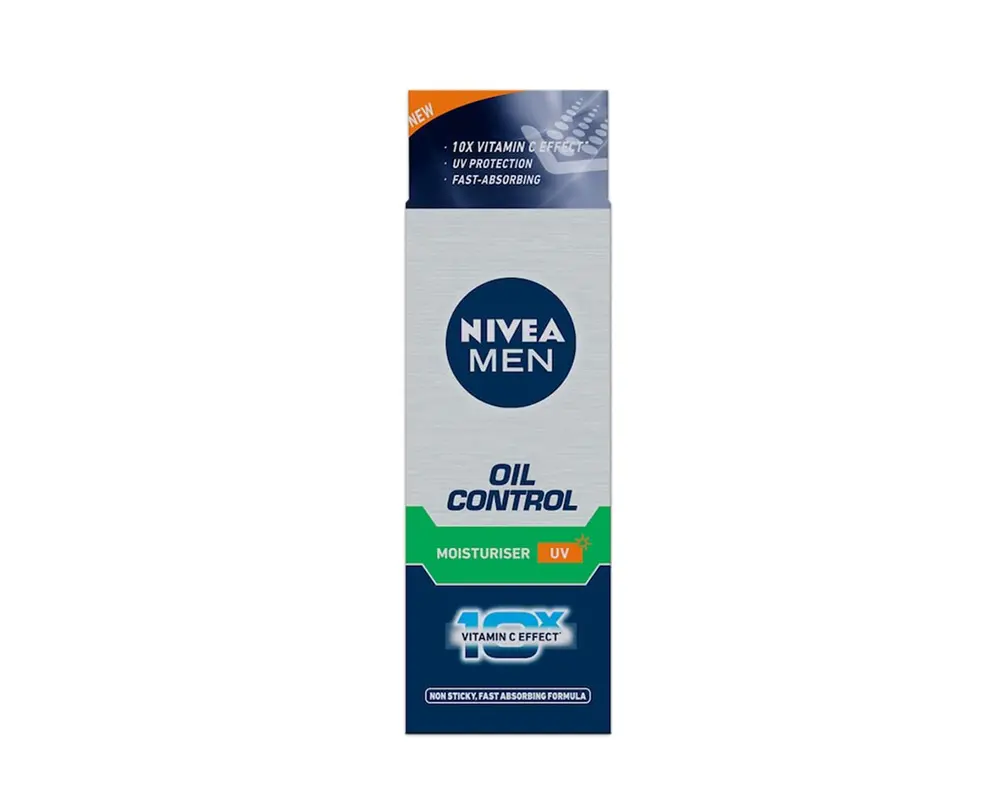 NEW
· 10X VITAMIN C EFFECT*
· UV PROTECTION
· FAST-ABSORBING
NIVEA
MEN
OIL
CONTROL
MOISTURISER UV
10X
VITAMIN C EFFECT*
NON STICKY, FAST ABSORBING FORMULA